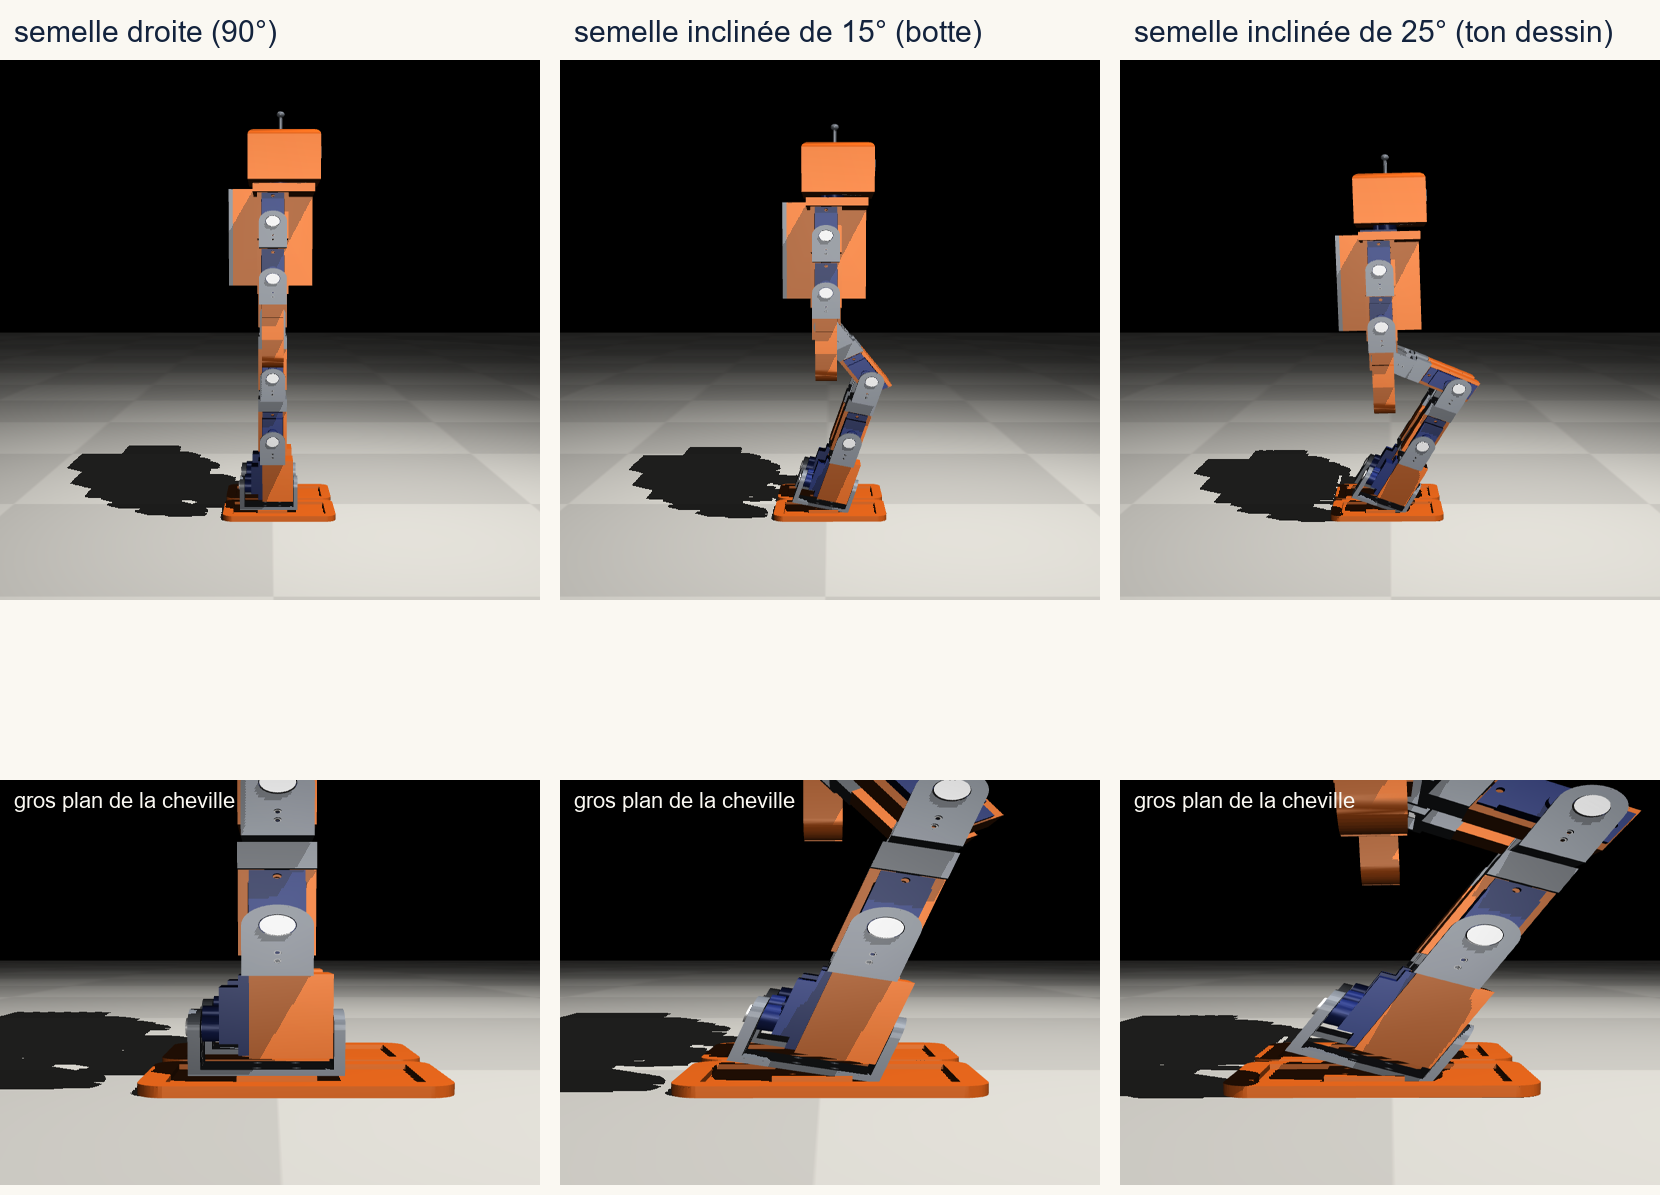 semelle droite (90°)
semelle inclinée de 15° (botte)
semelle inclinée de 25° (ton dessin)
gros plan de la cheville
gros plan de la cheville
gros plan de la cheville